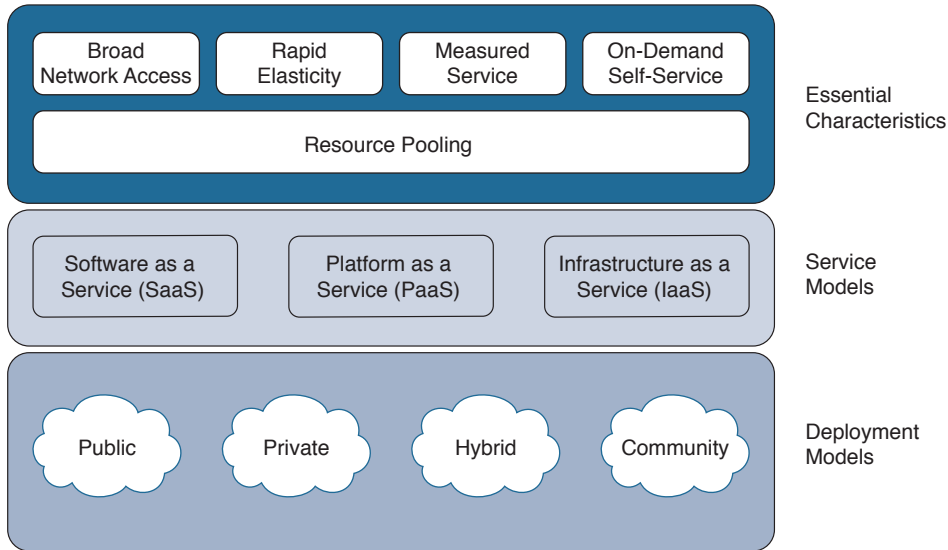 Broad
Network Access
Rapid
Elasticity
Measured
Service
On-Demand
Self-Service
Resource Pooling
Essential
Characteristics
Software as a
Service (SaaS)
Platform as a
Service (PaaS)
Infrastructure as a
Service (IaaS)
Service
Models
Public
Private
Hybrid
Community
Deployment
Models